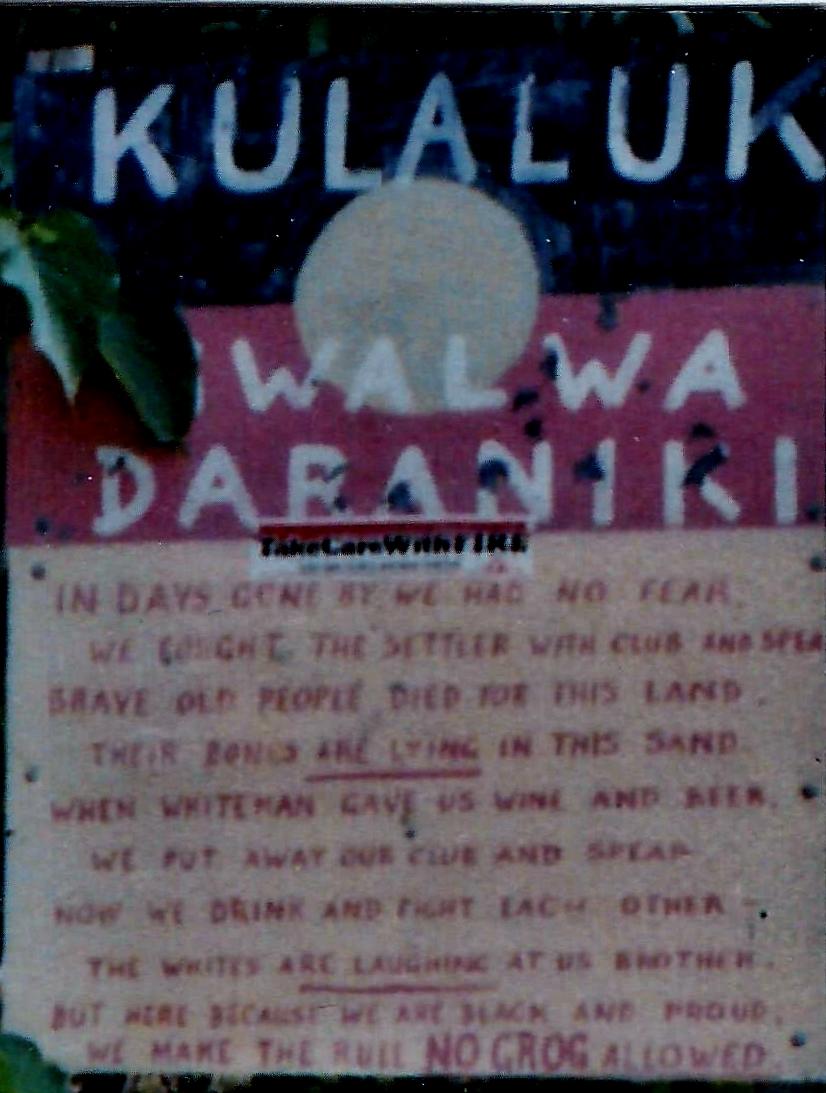 KULALUK
WALWA
DARANIKI
TakeCareWithFIRE
IN DAYS GONE BY WE HAD NO FEAR.
WE FOUGHT THE SETTLER WITH CLUB AND SPEA
BRAVE OLD PEOPLE DIED FOR THIS LAND.
THEIR BONES ARE LYING IN THIS SAND.
WHEN WHITEMAN GAVE US WINE AND BEER.
WE PUT AWAY OUR CLUB AND SPEAR
NOW WE DRINK AND FIGHT EACH OTHER -
THE WHITES ARE LAUGHING AT US BROTHER.
BUT HERE BECAUSE WE ARE BLACK AND PROUD.
WE MAKE THE RULE NO GROG ALLOWED.